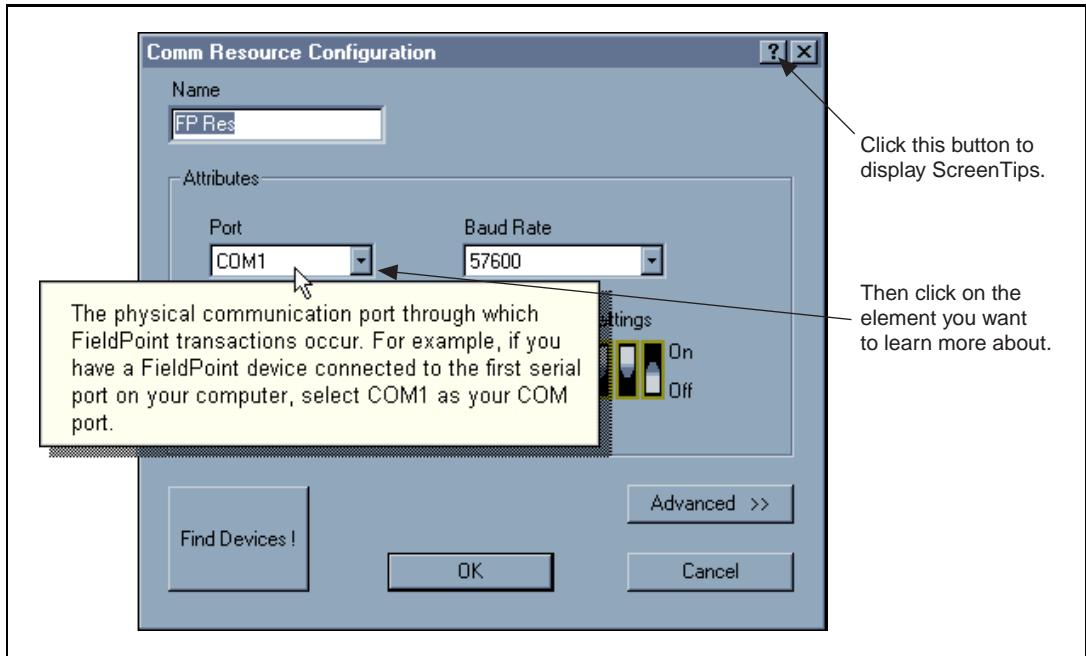 Comm Resource Configuration
?
Name
FP Res
Click this button to
display ScreenTips.
Attributes
Port
Baud Rate
COM1
57600
The physical communication port through which
FieldPoint transactions occur. For example, if you
have a FieldPoint device connected to the first serial
port on your computer, select COM1 as your COM
port.
Then click on the
element you want
to learn more about.
ttings
On
Off
Find Devices !
Advanced >>
OK
Cancel